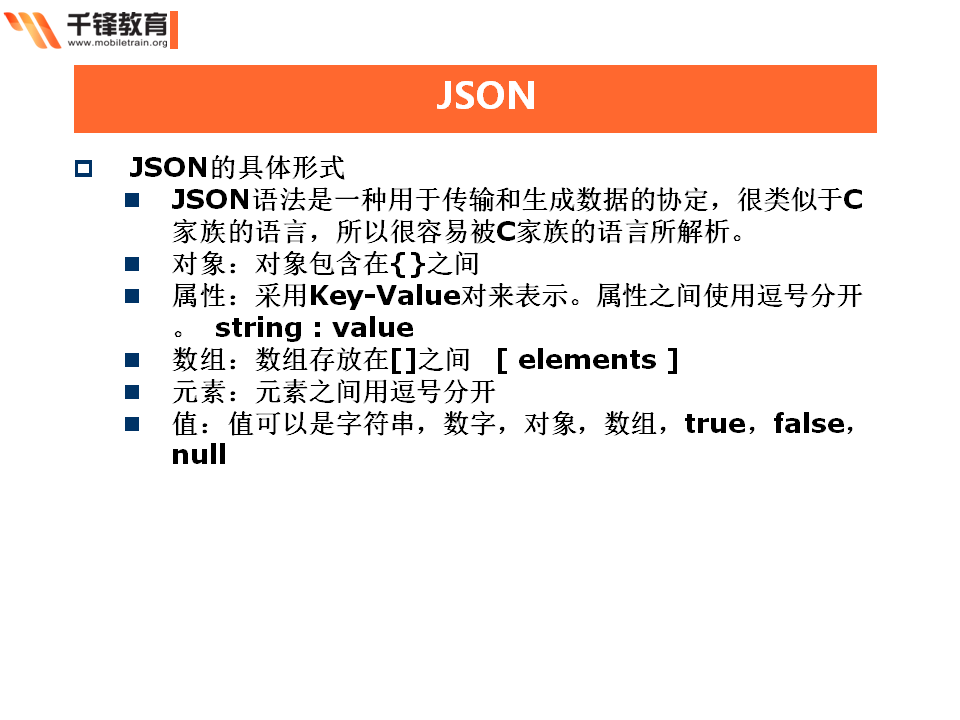 千锋教育
www.mobiletrain.org
JSON
JSON的具体形式
JSON语法是一种用于传输和生成数据的协定，很类似于C
家族的语言，所以很容易被C家族的语言所解析。
对象：对象包含在{}之间
属性：采用Key-Value对来表示。属性之间使用逗号分开
。 string : value
数组：数组存放在[]之间 [ elements ]
元素：元素之间用逗号分开
值：值可以是字符串，数字，对象，数组，true，false，
null